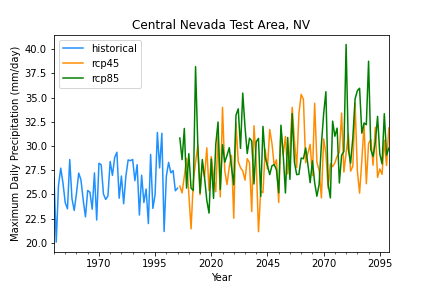 Central Nevada Test Area, NV
historical
rcp45
rcp85
Maximum Daily Precipitation (mm/day)
40.0
37.5
35.0
32.5
30.0
27.5
25.0
22.5
20.0
1970 1995 2020 2045 2070 2095
Year